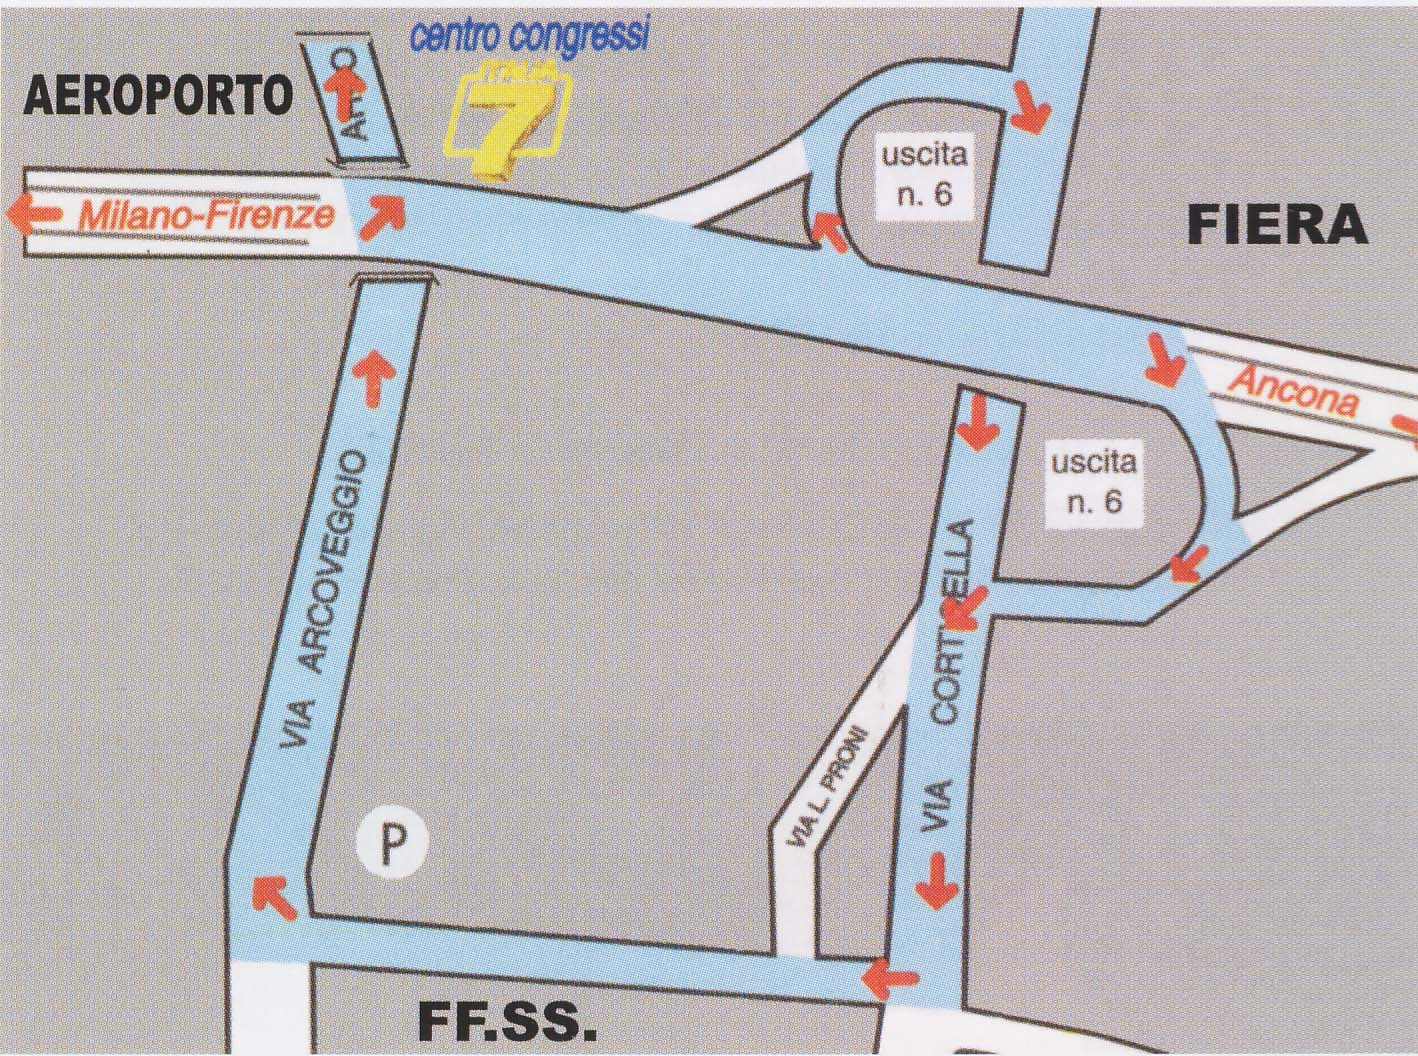 centro congressi
ITALIA
7
AEROPORTO
Milano-Firenze
uscita
n. 6
FIERA
Ancona
uscita
n. 6
VIA ARCOVEGGIO
VIA CORTICELLA
VIA L. PRONI
P
FF.SS.